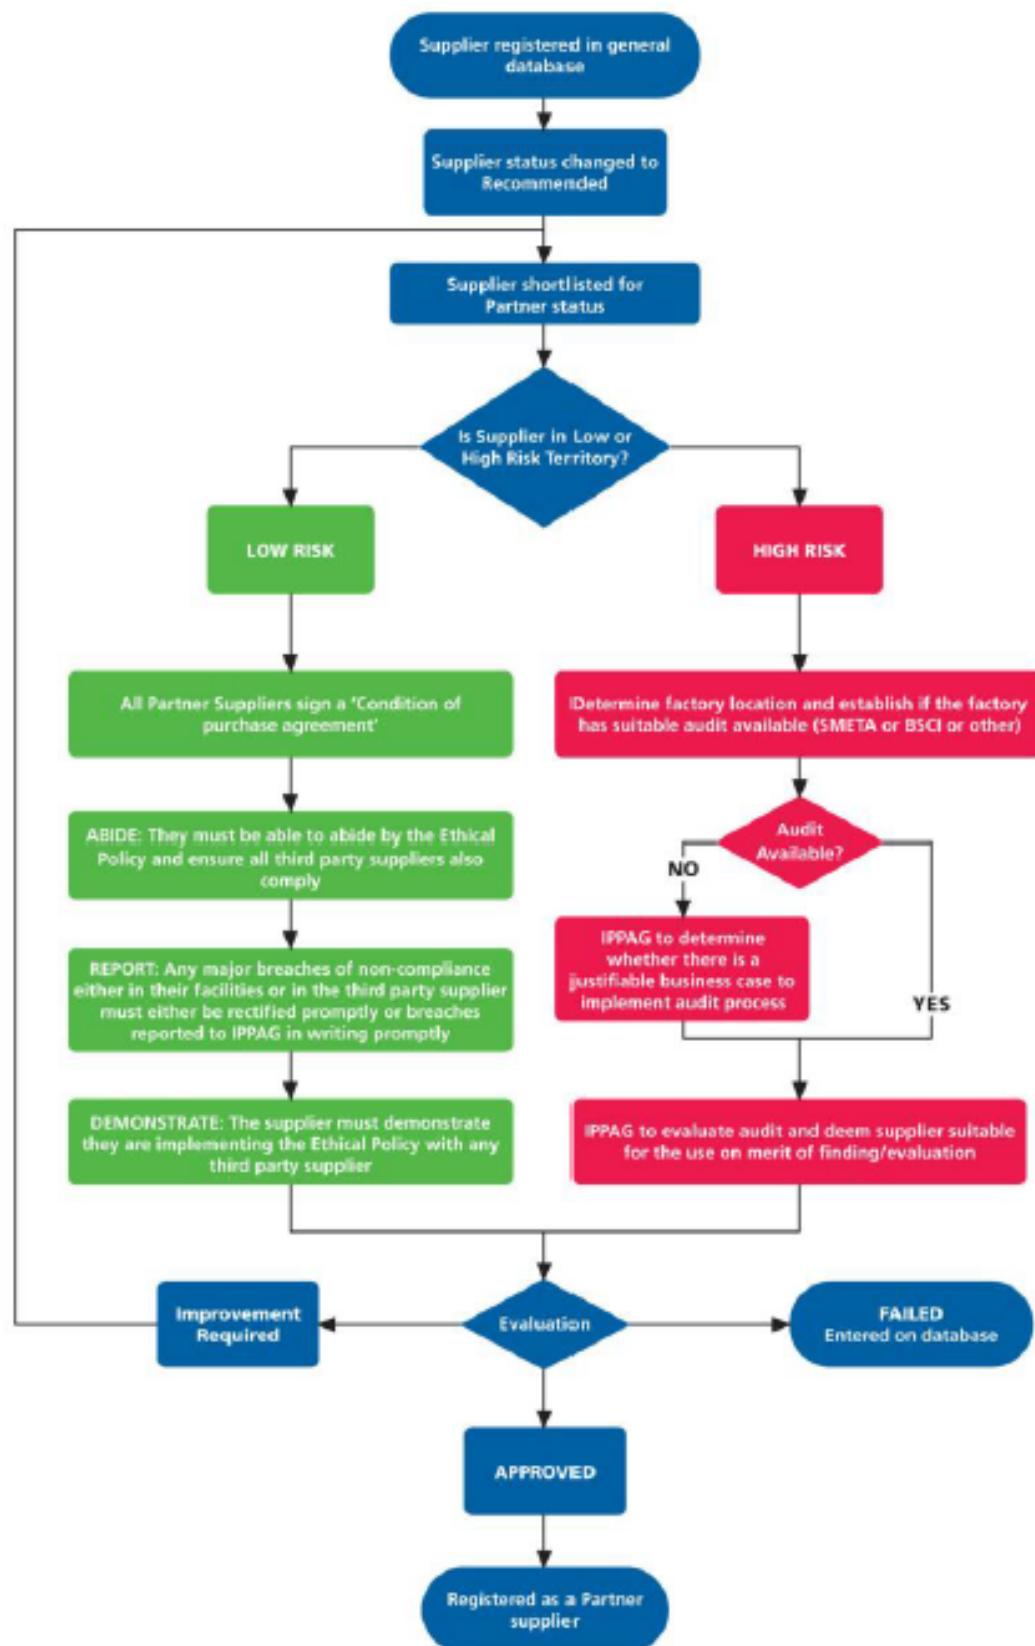 Supplier registered in general
database
Supplier status changed to
Recommended
Supplier shortlisted for
Partner status
Is Supplier in Low or
High Risk Territory?
LOW RISK
HIGH RISK
All Partner Suppliers sign a 'Condition of
purchase agreement'
Determine factory location and establish if the factory
has suitable audit available (SMETA or BSCI or other)
ABIDE: They must be able to abide by the Ethical
Policy and ensure all third party suppliers also
comply
Audit
Available?
NO
IPPAG to determine
whether there is a
justifiable business case to
implement audit process
YES
REPORT: Any major breaches of non-compliance
either in their facilities or in the third party supplier
must either be rectified promptly or breaches
reported to IPPAG in writing promptly
DEMONSTRATE: The supplier must demonstrate
they are implementing the Ethical Policy with any
third party supplier
IPPAG to evaluate audit and deem supplier suitable
for the use on merit of finding/evaluation
Improvement
Required
Evaluation
FAILED
Entered on database
APPROVIED
Registered as a Partner
supplier